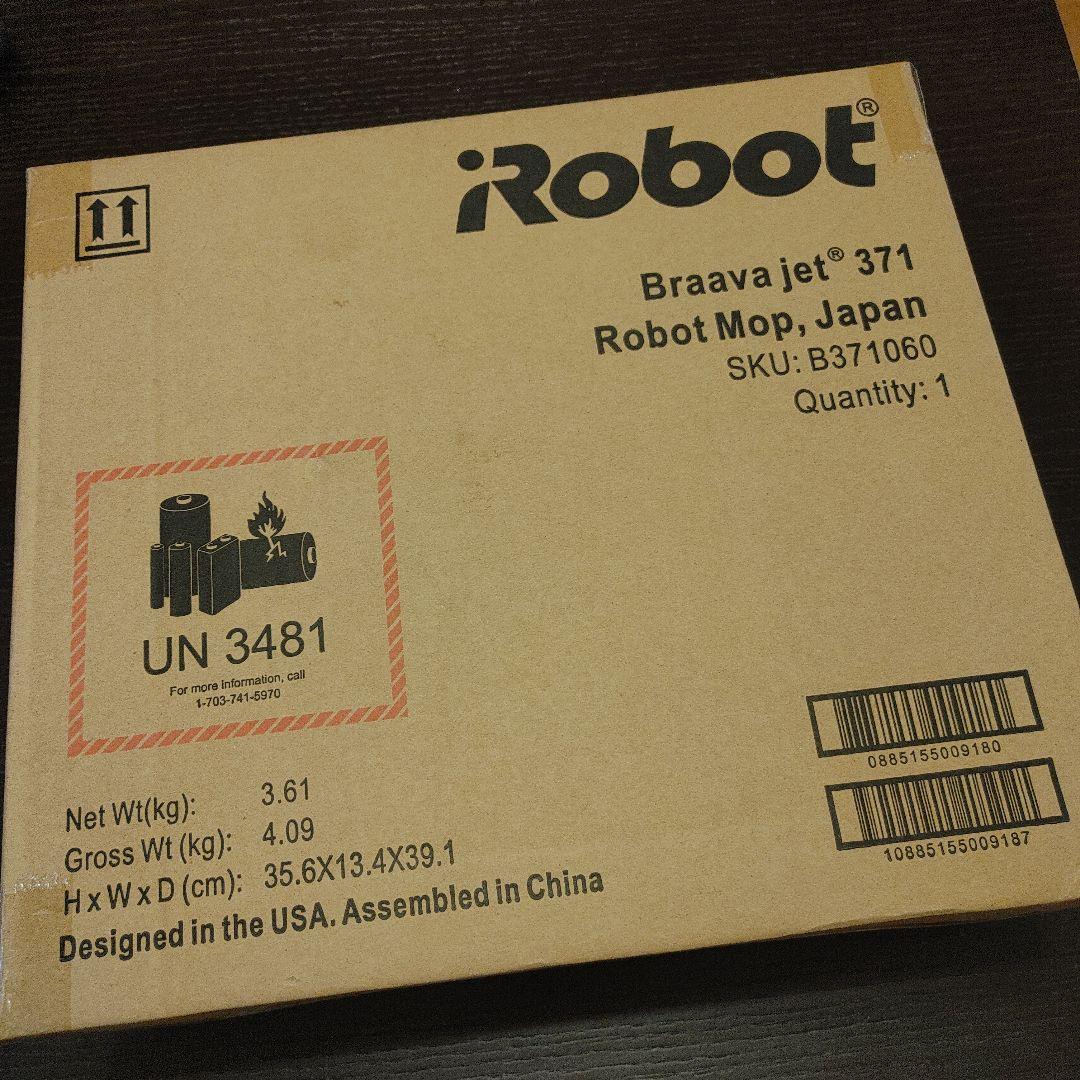 iRobot®
Braava jet® 371
Robot Mop, Japan
SKU: B371060
Quantity: 1
UN 3481
For more information, call
1-703-741-5970
0885155009180
10885155009187
Net Wt(kg): 3.61
Gross Wt (kg): 4.09
H x W x D (cm): 35.6X13.4X39.1
Designed in the USA. Assembled in China